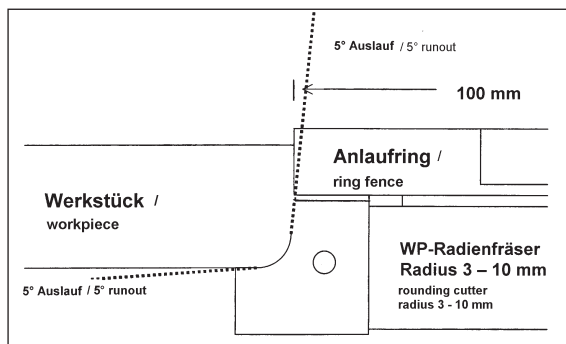 5° Auslauf / 5° runout
100 mm
Anlaufring /
ring fence
Werkstück /
workpiece
WP-Radienfräser
Radius 3 – 10 mm
rounding cutter
radius 3 - 10 mm
5° Auslauf / 5° runout